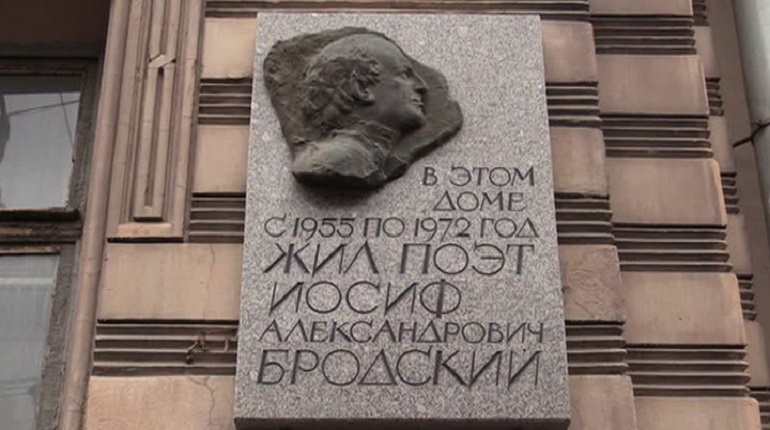 В ЭТОМ
ДОМЕ
С 1955 ПО 1972 ГОД
ЖИЛ ПОЭТ
ИОСИФ
АЛЕКСАНДРОВИЧ
БРОДСКИЙ